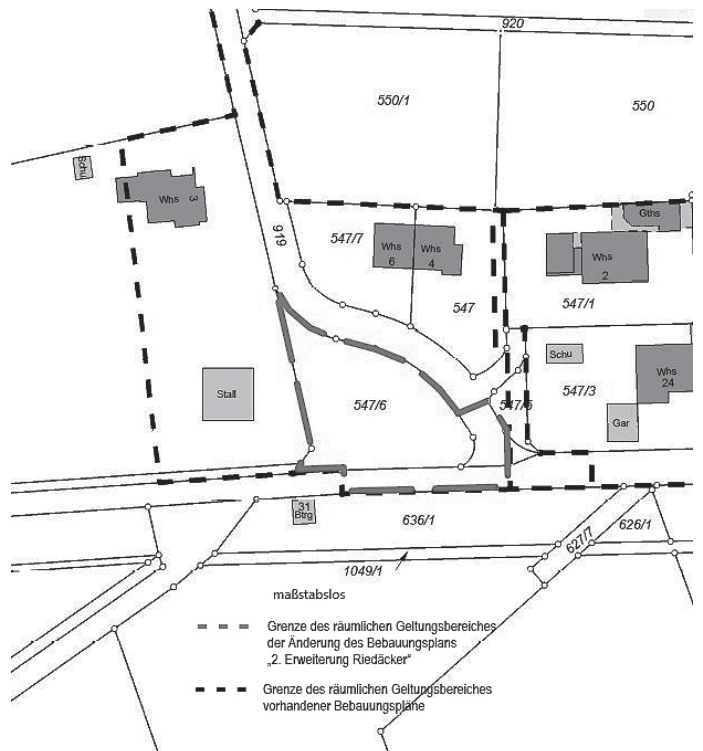 920
550/1
550
Schu
Whs
3
Gths
919
547/7
Whs
6
Whs
4
Whs
2
547
547/1
Schu
547/3
Whs
24
Stall
547/6
547/5
Gar
31
Btrg
636/1
626/1
627/7
1049/1
maßstabslos
Grenze des räumlichen Geltungsbereiches
der Änderung des Bebauungsplans
„2. Erweiterung Riedäcker"
Grenze des räumlichen Geltungsbereiches
vorhandener Bebauungspläne